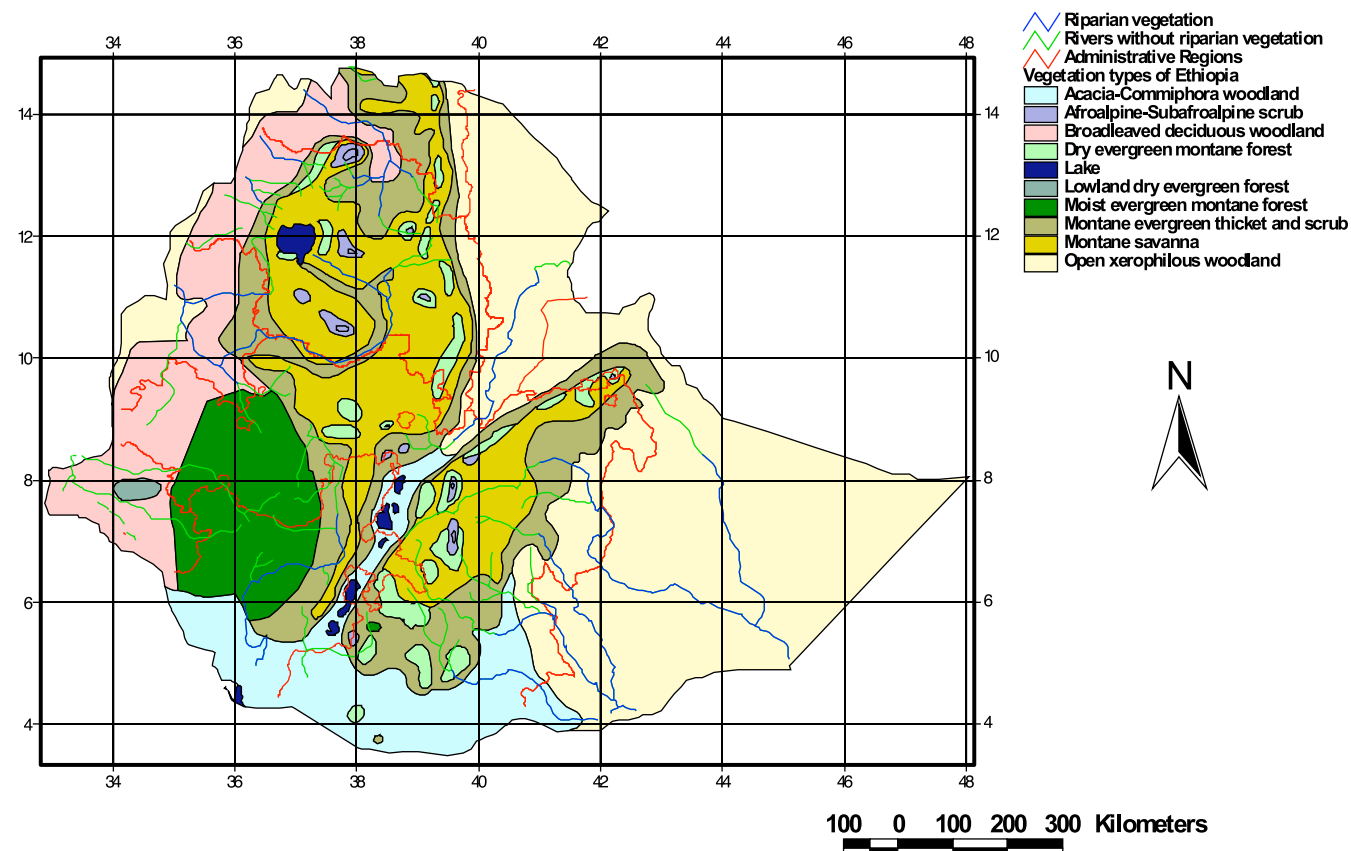 Riparian vegetation
Rivers without riparian vegetation
Administrative Regions
Vegetation types of Ethiopia
Acacia-Commiphora woodland
Afroalpine-Subafroalpine scrub
Broadleaved deciduous woodland
Dry evergreen montane forest
Lake
Lowland dry evergreen forest
Moist evergreen montane forest
Montane evergreen thicket and scrub
Montane savanna
Open xerophilous woodland
34 36 38 40 42 44 46 48
14 14
12 12
10 10
8 8
6 6
4 4
34 36 38 40 42 44 46 48
N
100 0 100 200 300 Kilometers